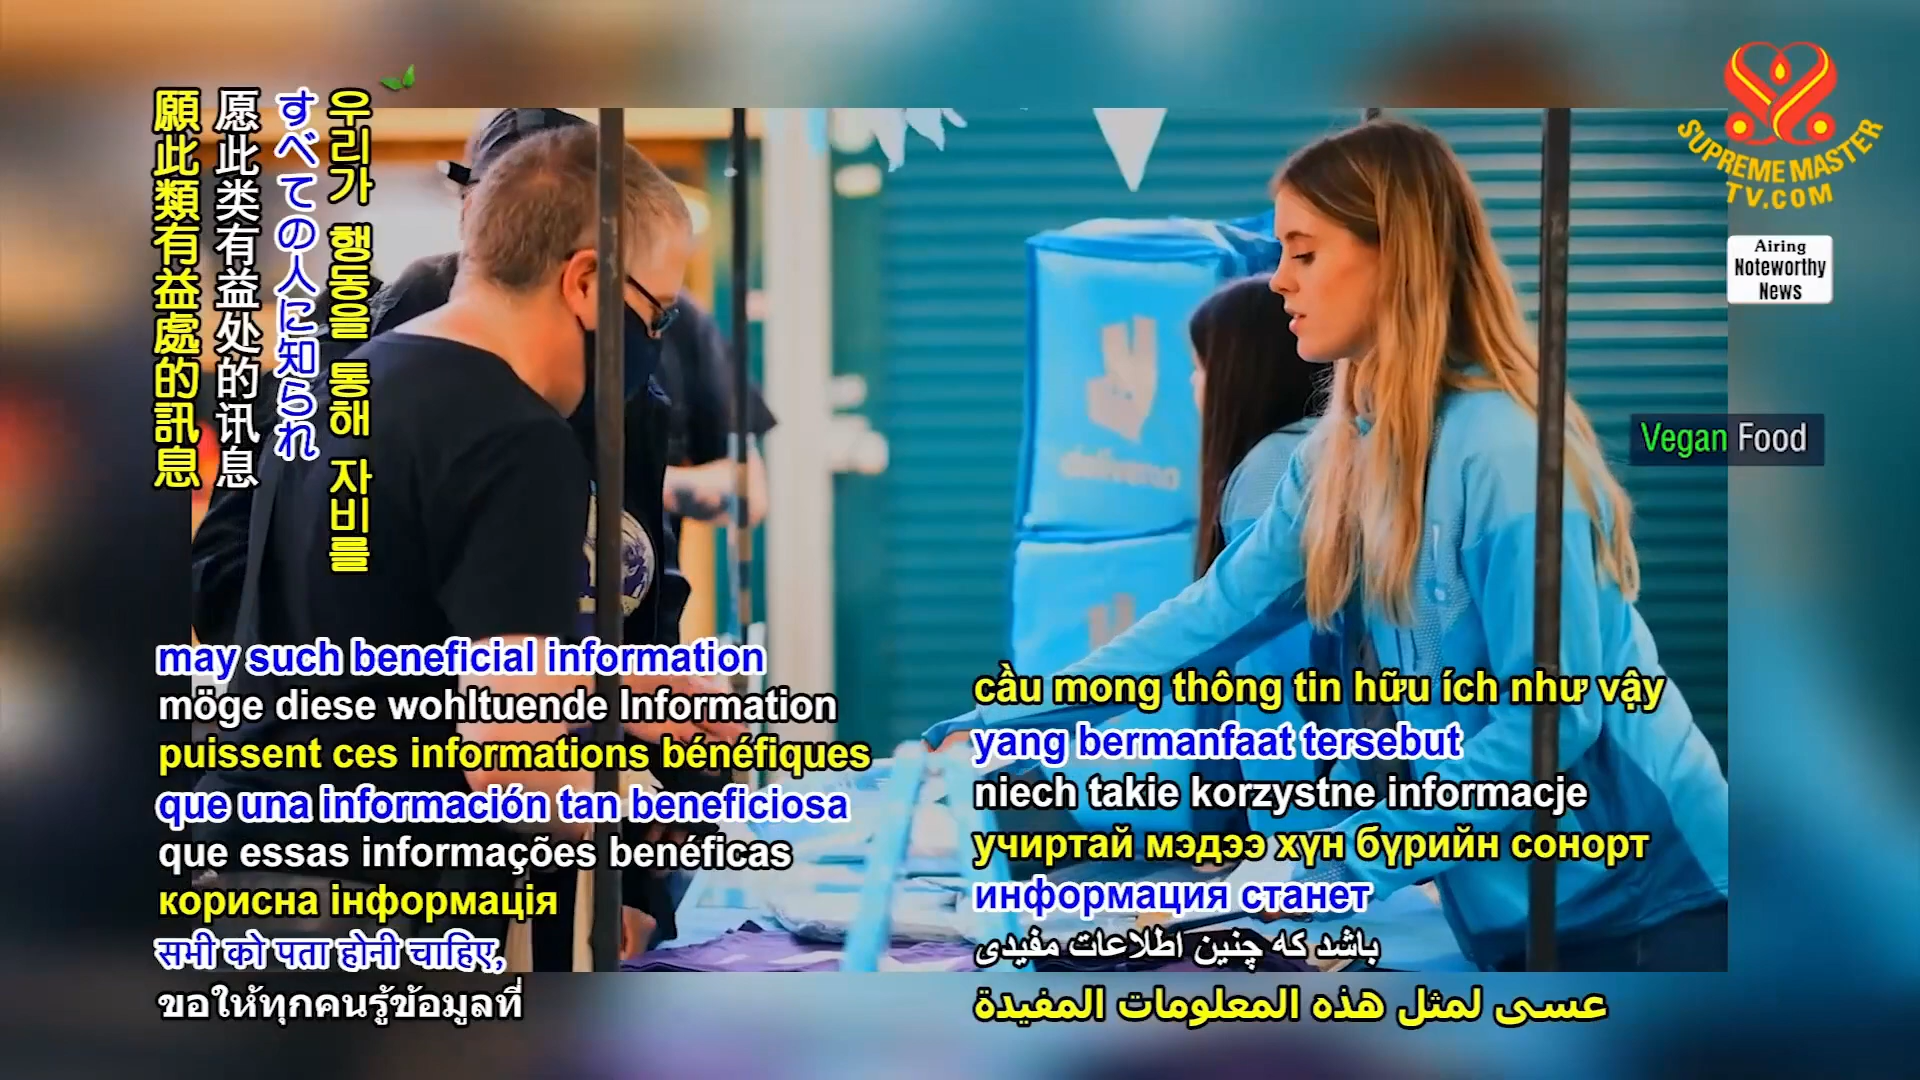 願此類有益處的訊息
愿此类有益处的讯息
すべての人に知られ
우리가 행동을 통해 자비를
SUPREME MASTER
TV.COM
Airing
Noteworthy
News
deliveroo
Vegan Food
may such beneficial information
möge diese wohltuende Information
puissent ces informations bénéfiques
que una información tan beneficiosa
que essas informações benéficas
корисна інформація
सभी को पता होनी चाहिए,
ขอให้ทุกคนรู้ข้อมูลที่
cầu mong thông tin hữu ích như vậy
yang bermanfaat tersebut
niech takie korzystne informacje
учиртай мэдээ хүн бүрийн сонорт
информация станет
باشد که چنین اطلاعات مفیدی
عسى لمثل هذه المعلومات المفيدة